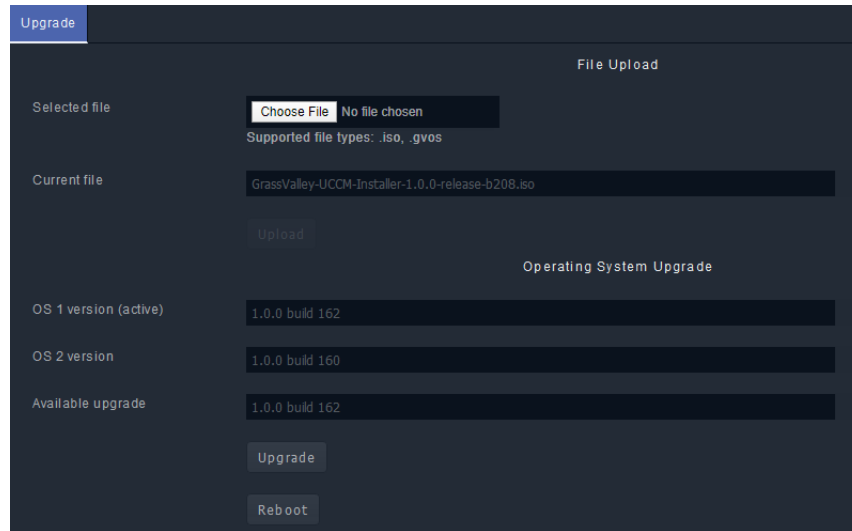 Upgrade
File Upload
Selected file
Choose File No file chosen
Supported file types: .iso, .gvos
Current file
GrassValley-UCCM-Installer-1.0.0-release-b208.iso
Upload
Operating System Upgrade
OS 1 version (active)
1.0.0 build 162
OS 2 version
1.0.0 build 160
Available upgrade
1.0.0 build 162
Upgrade
Reboot